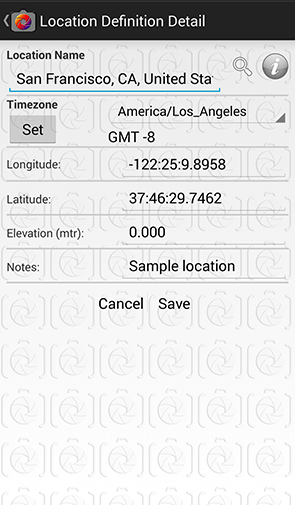 Location Definition Detail
Location Name
San Francisco, CA, United Sta
Timezone
America/Los_Angeles
Set
GMT -8
Longitude: -122:25:9.8958
Latitude: 37:46:29.7462
Elevation (mtr): 0.000
Notes: Sample location
Cancel Save